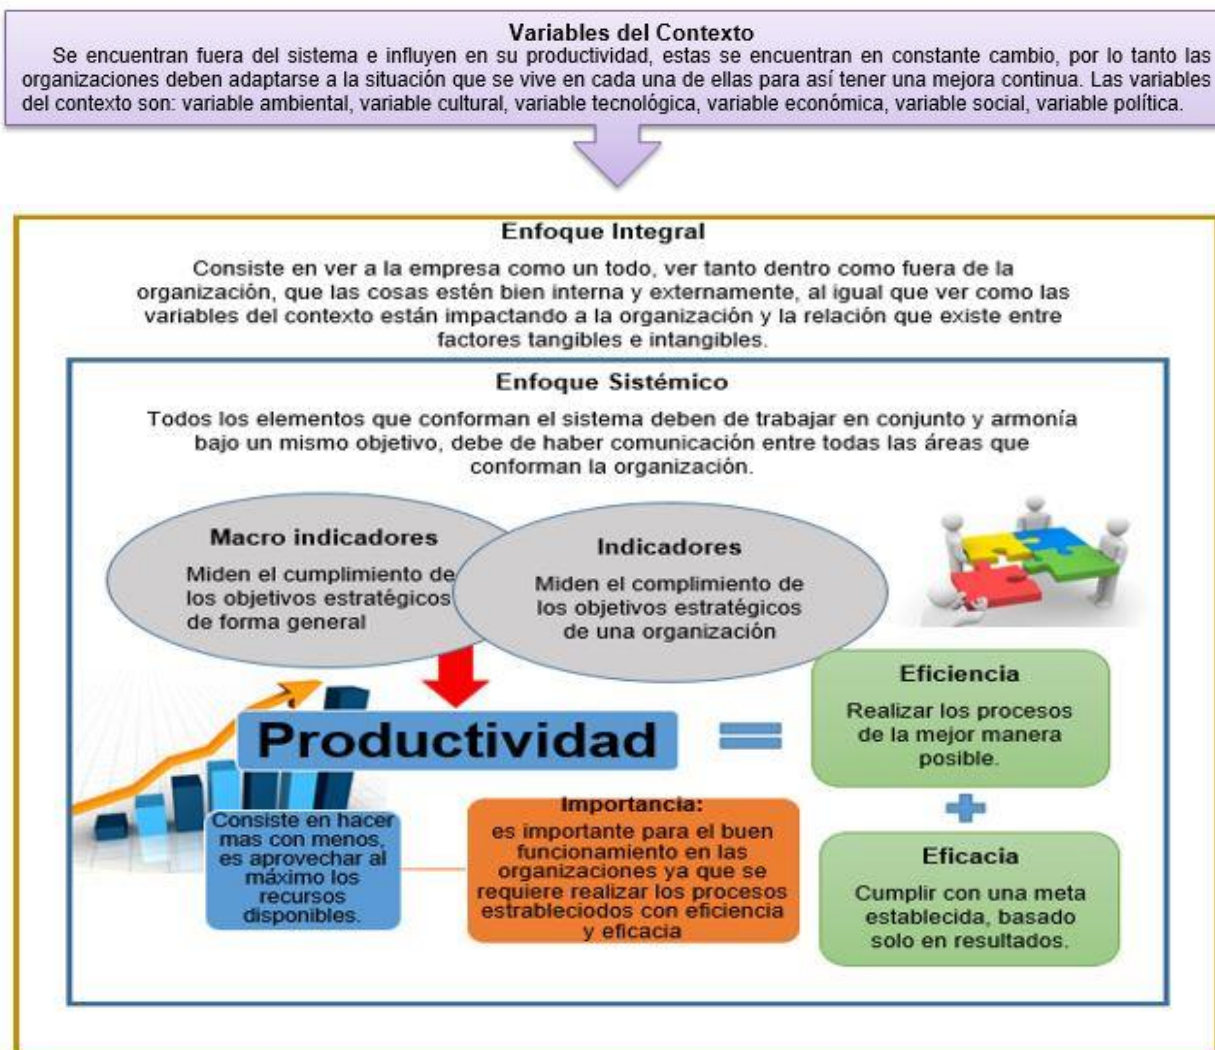 Variables del Contexto
Se encuentran fuera del sistema e influyen en su productividad, estas se encuentran en constante cambio, por lo tanto las
organizaciones deben adaptarse a la situación que se vive en cada una de ellas para así tener una mejora continua. Las variables
del contexto son: variable ambiental, variable cultural, variable tecnológica, variable económica, variable social, variable política.
Enfoque Integral
Consiste en ver a la empresa como un todo, ver tanto dentro como fuera de la
organización, que las cosas estén bien interna y externamente, al igual que ver como las
variables del contexto están impactando a la organización y la relación que existe entre
factores tangibles e intangibles.
Enfoque Sistémico
Todos los elementos que conforman el sistema deben de trabajar en conjunto y armonía
bajo un mismo objetivo, debe de haber comunicación entre todas las áreas que
conforman la organización.
Macro indicadores
Miden el cumplimiento de
los objetivos estratégicos
de forma general
Indicadores
Miden el complimiento de
los objetivos estratégicos
de una organización
Productividad
Eficiencia
Realizar los procesos
de la mejor manera
posible.
Consiste en hacer
mas con menos,
es aprovechar al
máximo los
recursos
disponibles.
Importancia:
es importante para el buen
funcionamiento en las
organizaciones ya que se
requiere realizar los procesos
estrableciodos con eficiencia
y eficacia
Eficacia
Cumplir con una meta
establecida, basado
solo en resultados.